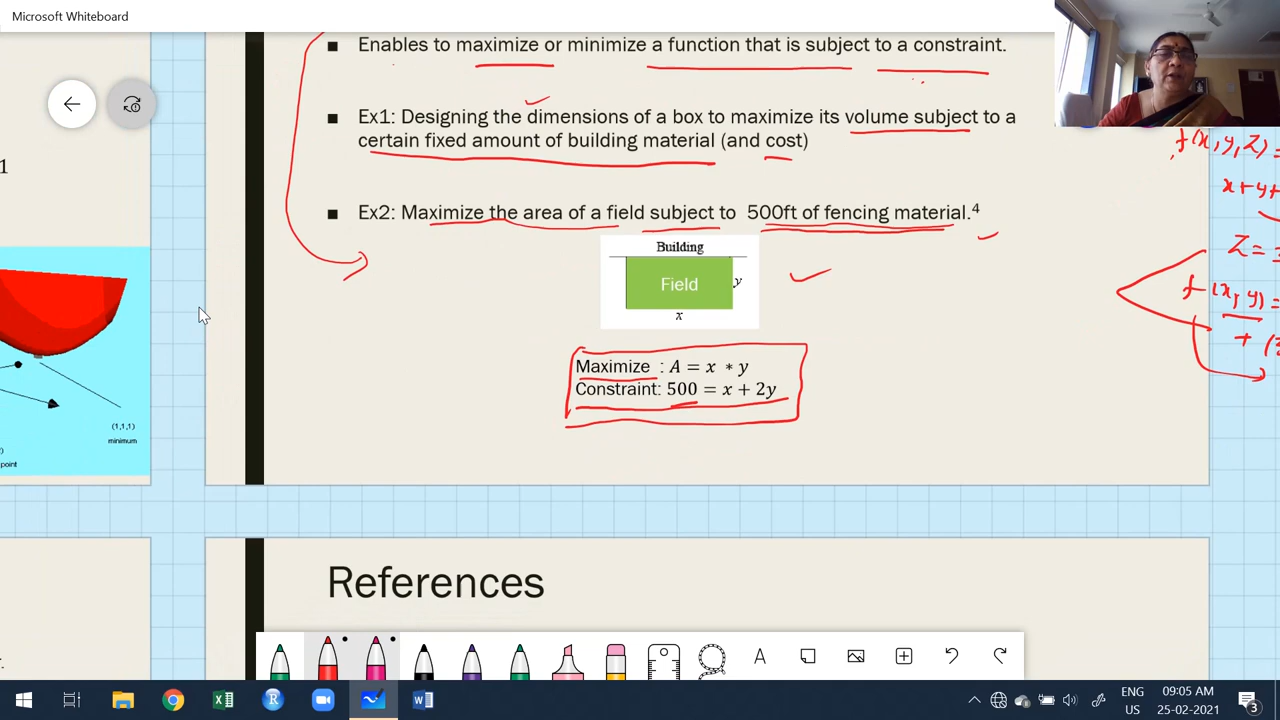 Microsoft Whiteboard
■ Enables to maximize or minimize a function that is subject to a constraint.
■ Ex1: Designing the dimensions of a box to maximize its volume subject to a
certain fixed amount of building material (and cost)
■ Ex2: Maximize the area of a field subject to 500ft of fencing material.⁴
Building
Field
y
x
Maximize : A = x * y
Constraint: 500 = x + 2y
1
(1,1,1)
minimum
point
f(x, y, z) =
x+y+
z =
f(x, y) =
+
References
A
ENG
US
09:05 AM
25-02-2021
3